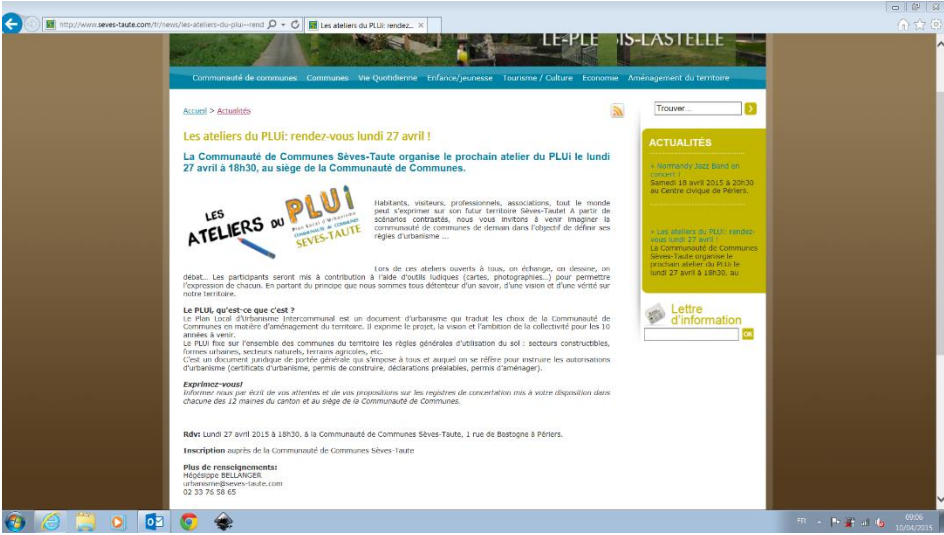 http://www.seves-taute.com/fr/news/les-ateliers-du-plui--rend
Les ateliers du PLUi: rendez...
LE-PLESSIS-LASTELLE
Communauté de communes Communes Vie Quotidienne Enfance/jeunesse Tourisme / Culture Economie Aménagement du territoire
Accueil > Actualités
Trouver...
Les ateliers du PLUi: rendez-vous lundi 27 avril !
La Communauté de Communes Sèves-Taute organise le prochain atelier du PLUi le lundi
27 avril à 18h30, au siège de la Communauté de Communes.
LES
ATELIERS DU PLUi
Plan Local d'Urbanisme
COMMUNAUTÉ DE COMMUNES
SEVES-TAUTE
Habitants, visiteurs, professionnels, associations, tout le monde
peut s'exprimer sur son futur territoire Sèves-Taute! A partir de
scénarios contrastés, nous vous invitons à venir imaginer la
communauté de communes de demain dans l'objectif de définir ses
règles d'urbanisme ...
Lors de ces ateliers ouverts à tous, on échange, on dessine, on
débat... Les participants seront mis à contribution à l'aide d'outils ludiques (cartes, photographies...) pour permettre
l'expression de chacun. En partant du principe que nous sommes tous détenteur d'un savoir, d'une vision et d'une vérité sur
notre territoire.
Le PLUi, qu'est-ce que c'est ?
Le Plan Local d'Urbanisme Intercommunal est un document d'urbanisme qui traduit les choix de la Communauté de
Communes en matière d'aménagement du territoire. Il exprime le projet, la vision et l'ambition de la collectivité pour les 10
années à venir.
Le PLUi fixe sur l'ensemble des communes du territoire les règles générales d'utilisation du sol : secteurs constructibles,
formes urbaines, secteurs naturels, terrains agricoles, etc.
C'est un document juridique de portée générale qui s'impose à tous et auquel on se réfère pour instruire les autorisations
d'urbanisme (certificats d'urbanisme, permis de construire, déclarations préalables, permis d'aménager).
Exprimez-vous!
Informez nous par écrit de vos attentes et de vos propositions sur les registres de concertation mis à votre disposition dans
chacune des 12 mairies du canton et au siège de la Communauté de Communes.
Rdv: Lundi 27 avril 2015 à 18h30, à la Communauté de Communes Sèves-Taute, 1 rue de Bastogne à Périers.
Inscription auprès de la Communauté de Communes Sèves-Taute
Plus de renseignements:
Hégésippe BELLANGER
urbanisme@seves-taute.com
02 33 76 58 65
ACTUALITÉS
» Normandy Jazz Band en
concert !
Samedi 18 avril 2015 à 20h30
au Centre civique de Périers.
» Les ateliers du PLUi: rendez-
vous lundi 27 avril !
La Communauté de Communes
Sèves-Taute organise le
prochain atelier du PLUi le
lundi 27 avril à 18h30, au
Lettre
d'information
OK
FR
09:06
10/04/2015